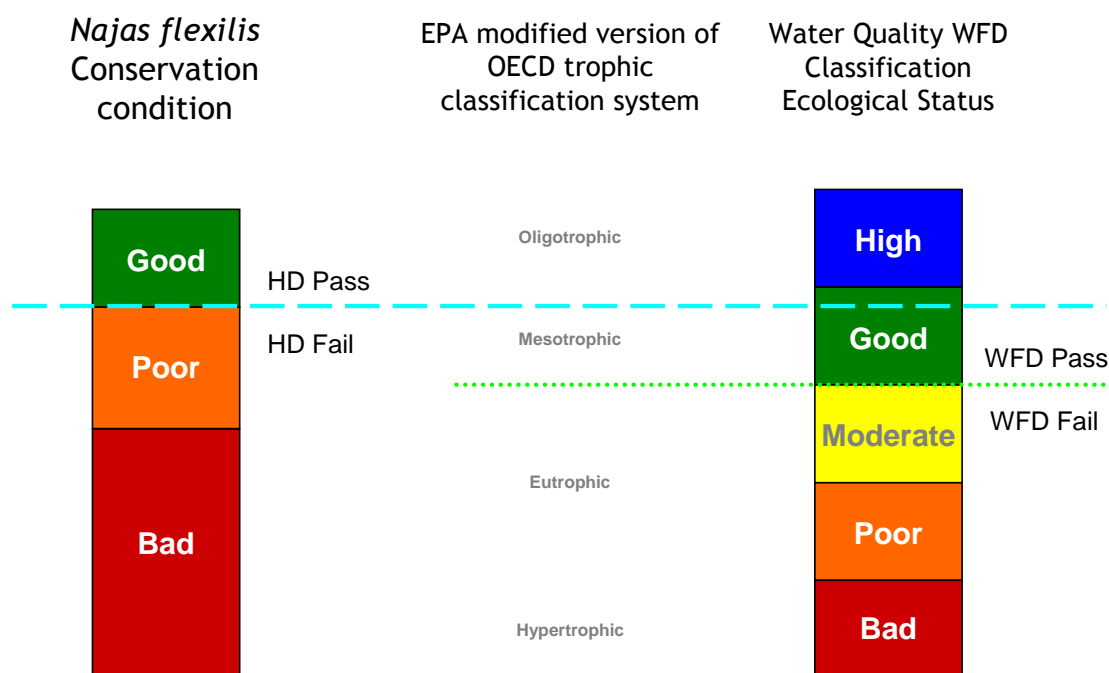 Najas flexilis
Conservation
condition
EPA modified version of
OECD trophic
classification system
Water Quality WFD
Classification
Ecological Status
Good
HD Pass
HD Fail
Poor
Bad
Oligotrophic
Mesotrophic
Eutrophic
Hypertrophic
High
Good
WFD Pass
WFD Fail
Moderate
Poor
Bad